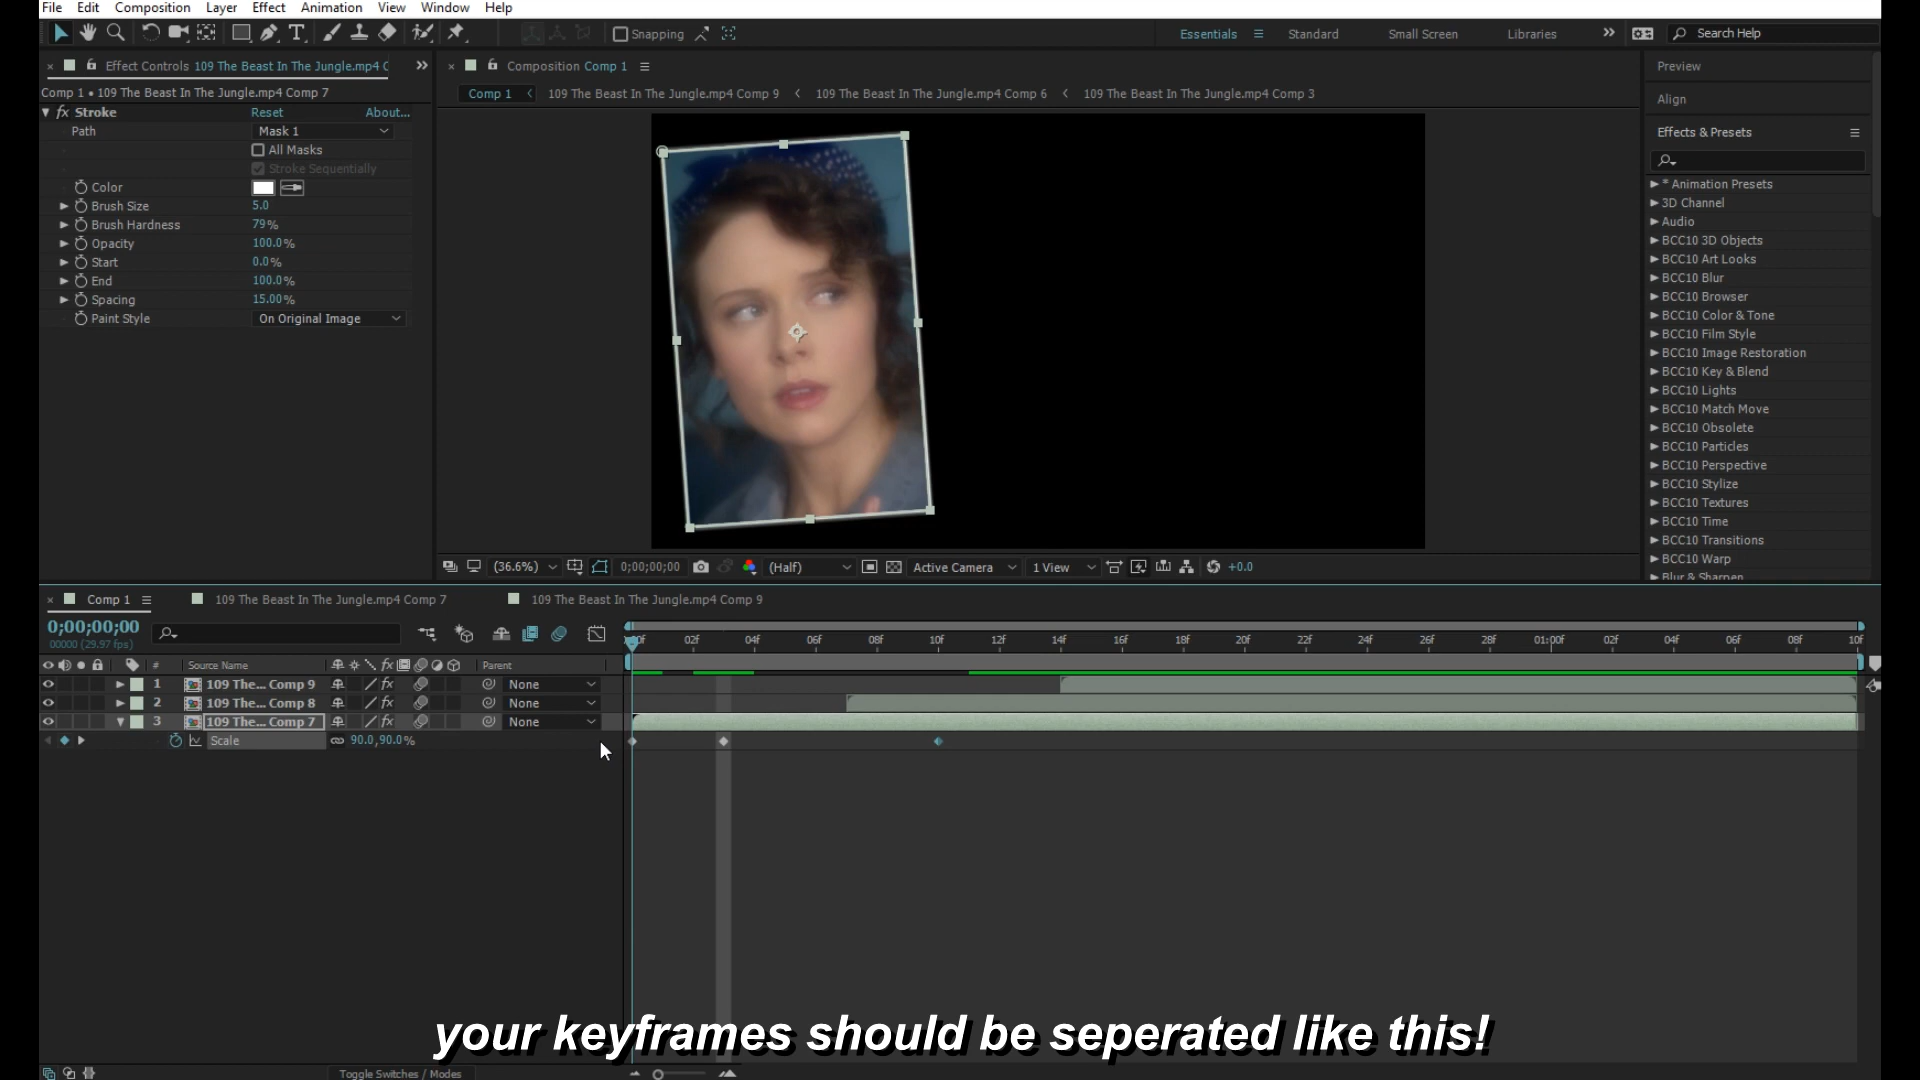 File Edit Composition Layer Effect Animation View Window Help
Snapping Essentials Standard Small Screen Libraries Search Help
Effect Controls 109 The Beast In The Jungle.mp4 C
Comp 1 • 109 The Beast In The Jungle.mp4 Comp 7
fx Stroke Reset About...
Path Mask 1
All Masks
Stroke Sequentially
Color
Brush Size 5.0
Brush Hardness 79%
Opacity 100.0%
Start 0.0%
End 100.0%
Spacing 15.00%
Paint Style On Original Image
Composition Comp 1
Comp 1 109 The Beast In The Jungle.mp4 Comp 9 109 The Beast In The Jungle.mp4 Comp 6 109 The Beast In The Jungle.mp4 Comp 3
(36.6%) 0;00;00;00 (Half) Active Camera 1 View +0.0
Preview
Align
Effects & Presets
* Animation Presets
3D Channel
Audio
BCC10 3D Objects
BCC10 Art Looks
BCC10 Blur
BCC10 Browser
BCC10 Color & Tone
BCC10 Film Style
BCC10 Image Restoration
BCC10 Key & Blend
BCC10 Lights
BCC10 Match Move
BCC10 Obsolete
BCC10 Particles
BCC10 Perspective
BCC10 Stylize
BCC10 Textures
BCC10 Time
BCC10 Transitions
BCC10 Warp
Blur & Sharpen
Comp 1 109 The Beast In The Jungle.mp4 Comp 7 109 The Beast In The Jungle.mp4 Comp 9
0;00;00;00
00000 (29.97 fps)
02f 04f 06f 08f 10f 12f 14f 16f 18f 20f 22f 24f 26f 28f 01:00f 02f 04f 06f 08f 10f
# Source Name fx Parent
1 109 The... Comp 9 fx None
2 109 The... Comp 8 fx None
3 109 The... Comp 7 fx None
Scale 90.0,90.0%
your keyframes should be seperated like this!
Toggle Switches / Modes